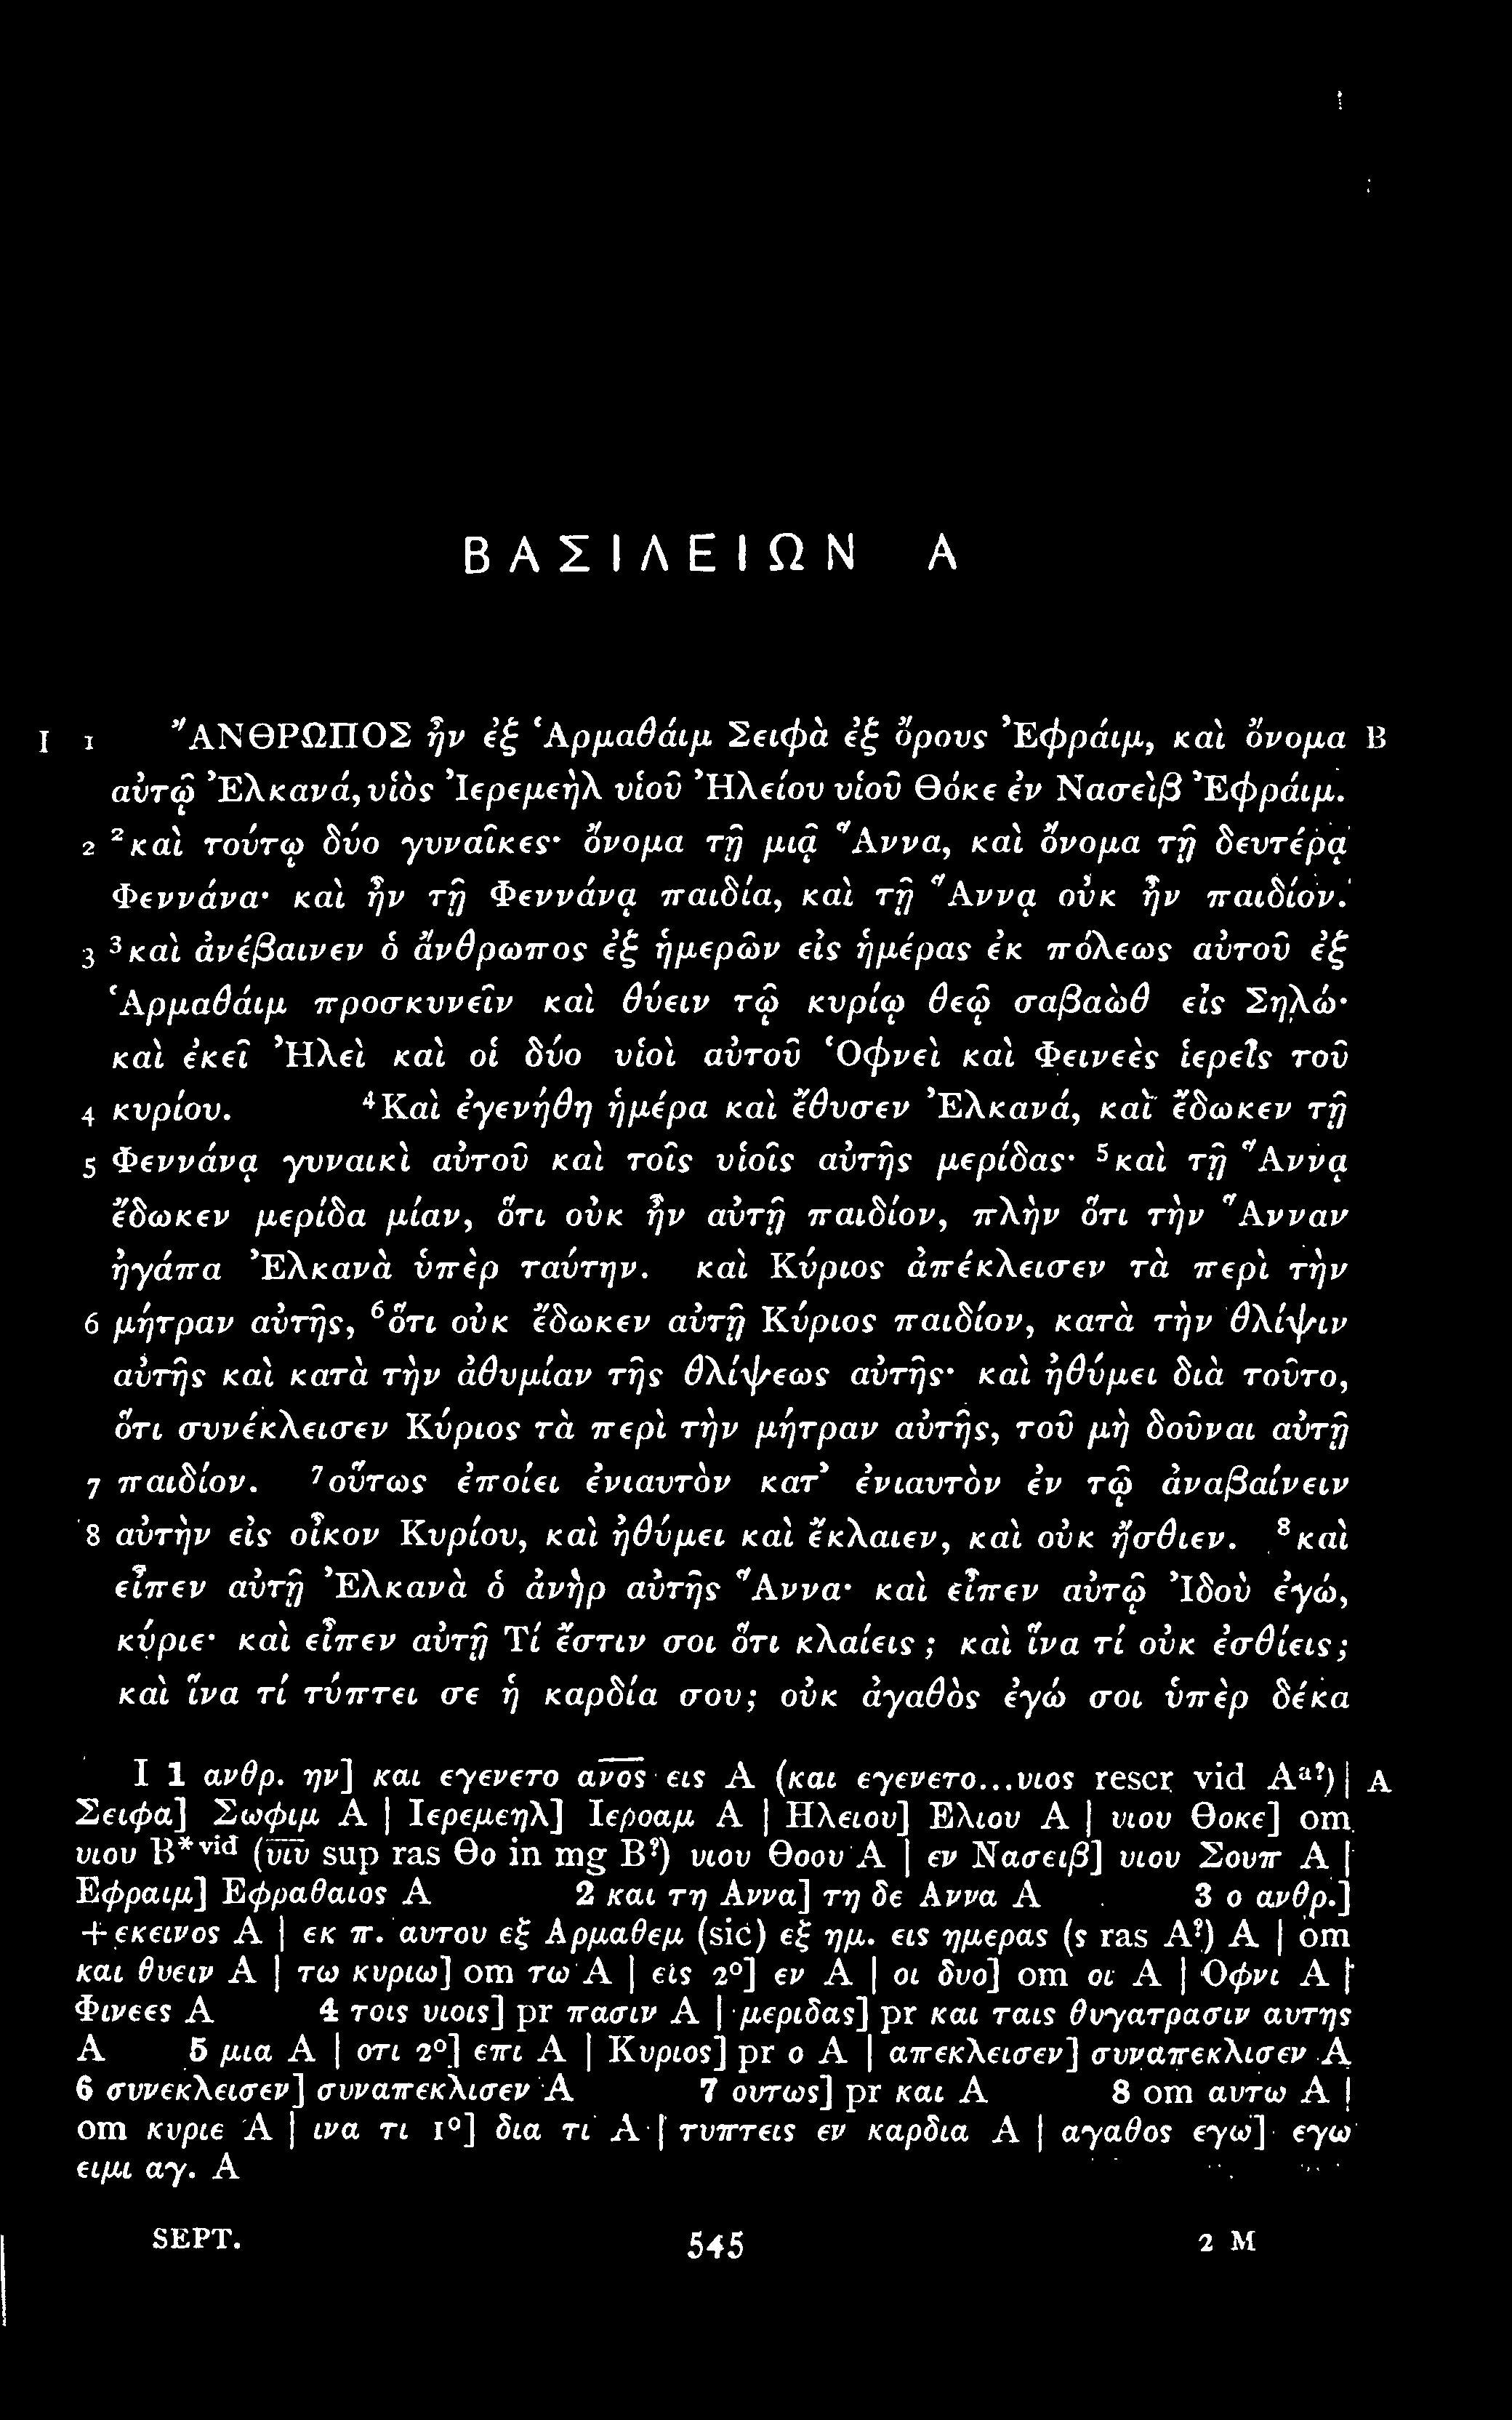 ΒΑΣΙΛΕΙΩΝ Α
I 1 ἌΝΘΡΩΠΟΣ ἦν ἐξ Ἁρμαθάιμ Σειφὰ ἐξ ὄρους Ἐφράιμ, καὶ ὄνομα B
αὐτῷ Ἐλκανά, υἱὸς Ἰερεμεὴλ υἱοῦ Ἠλείου υἱοῦ Θόκε ἐν Νασεὶβ Ἐφράιμ.
2 ²καὶ τούτῳ δύο γυναῖκες· ὄνομα τῇ μιᾷ Ἅννα, καὶ ὄνομα τῇ δευτέρᾳ
Φεννάνα· καὶ ἦν τῇ Φεννάνᾳ παιδία, καὶ τῇ Ἅννᾳ οὐκ ἦν παιδίον.
3 ³καὶ ἀνέβαινεν ὁ ἄνθρωπος ἐξ ἡμερῶν εἰς ἡμέρας ἐκ πόλεως αὐτοῦ ἐξ
Ἁρμαθάιμ προσκυνεῖν καὶ θύειν τῷ κυρίῳ θεῷ σαβαὼθ εἰς Σηλώ·
καὶ ἐκεῖ Ἠλεὶ καὶ οἱ δύο υἱοὶ αὐτοῦ Ὁφνεὶ καὶ Φεινεὲς ἱερεῖς τοῦ
4 κυρίου. ⁴Καὶ ἐγενήθη ἡμέρα καὶ ἔθυσεν Ἐλκανά, καὶ ἔδωκεν τῇ
5 Φεννάνᾳ γυναικὶ αὐτοῦ καὶ τοῖς υἱοῖς αὐτῆς μερίδας· ⁵καὶ τῇ Ἅννᾳ
ἔδωκεν μερίδα μίαν, ὅτι οὐκ ἦν αὐτῇ παιδίον, πλὴν ὅτι τὴν Ἅνναν
ἠγάπα Ἐλκανὰ ὑπὲρ ταύτην. καὶ Κύριος ἀπέκλεισεν τὰ περὶ τὴν
6 μήτραν αὐτῆς, ⁶ὅτι οὐκ ἔδωκεν αὐτῇ Κύριος παιδίον, κατὰ τὴν θλίψιν
αὐτῆς καὶ κατὰ τὴν ἀθυμίαν τῆς θλίψεως αὐτῆς· καὶ ἠθύμει διὰ τοῦτο,
ὅτι συνέκλεισεν Κύριος τὰ περὶ τὴν μήτραν αὐτῆς, τοῦ μὴ δοῦναι αὐτῇ
7 παιδίον. ⁷οὕτως ἐποίει ἐνιαυτὸν κατ’ ἐνιαυτὸν ἐν τῷ ἀναβαίνειν
8 αὐτὴν εἰς οἶκον Κυρίου, καὶ ἠθύμει καὶ ἔκλαιεν, καὶ οὐκ ἤσθιεν. ⁸καὶ
εἶπεν αὐτῇ Ἐλκανὰ ὁ ἀνὴρ αὐτῆς Ἅννα· καὶ εἶπεν αὐτῷ Ἰδοὺ ἐγώ,
κύριε· καὶ εἶπεν αὐτῇ Τί ἔστιν σοι ὅτι κλαίεις; καὶ ἵνα τί οὐκ ἐσθίεις;
καὶ ἵνα τί τύπτει σε ἡ καρδία σου; οὐκ ἀγαθὸς ἐγώ σοι ὑπὲρ δέκα
I 1 ανθρ. ην] και εγενετο α̅ν̅ο̅ς̅ εις A (και εγενετο...υιος rescr vid Aᵃ?) | A
Σειφα] Σωφιμ A | Ιερεμεηλ] Ιεροαμ A | Ηλειου] Ελιου A | υιου Θοκε] om
υιου B*ᵛⁱᵈ (υ̅ι̅υ̅ sup ras Θο in mg B?) υιου Θοου A | εν Νασειβ] υιου Σουπ A |
Εφραιμ] Εφραθαιος A 2 και τη Αννα] τη δε Αννα A 3 ο ανθρ.]
+ εκεινος A | εκ π. αυτου εξ Αρμαθεμ (sic) εξ ημ. εις ημερας (ς ras A?) A | om
και θυειν A | τω κυριω] om τω A | εις 2°] εν A | οι δυο] om οι A | Οφνι A |
Φινεες A 4 τοις υιοις] pr πασιν A | μεριδας] pr και ταις θυγατρασιν αυτης
A 5 μια A | οτι 2°] επι A | Κυριος] pr ο A | απεκλεισεν] συναπεκλισεν A
6 συνεκλεισεν] συναπεκλισεν A 7 ουτως] pr και A 8 om αυτω A |
om κυριε A | ινα τι 1°] δια τι A | τυπτεις εν καρδια A | αγαθος εγω] εγω
ειμι αγ. A
SEPT. 545 2 M